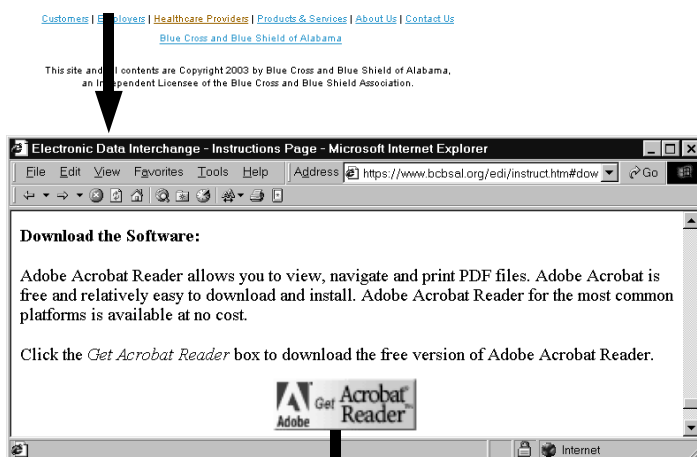 Customers | Employers | Healthcare Providers | Products & Services | About Us | Contact Us
Blue Cross and Blue Shield of Alabama
This site and all contents are Copyright 2003 by Blue Cross and Blue Shield of Alabama,
an Independent Licensee of the Blue Cross and Blue Shield Association.
Electronic Data Interchange - Instructions Page - Microsoft Internet Explorer
File Edit View Favorites Tools Help Address https://www.bcbsal.org/edi/instruct.htm#dow Go
Download the Software:
Adobe Acrobat Reader allows you to view, navigate and print PDF files. Adobe Acrobat is
free and relatively easy to download and install. Adobe Acrobat Reader for the most common
platforms is available at no cost.
Click the Get Acrobat Reader box to download the free version of Adobe Acrobat Reader.
Adobe Get Acrobat Reader
Internet